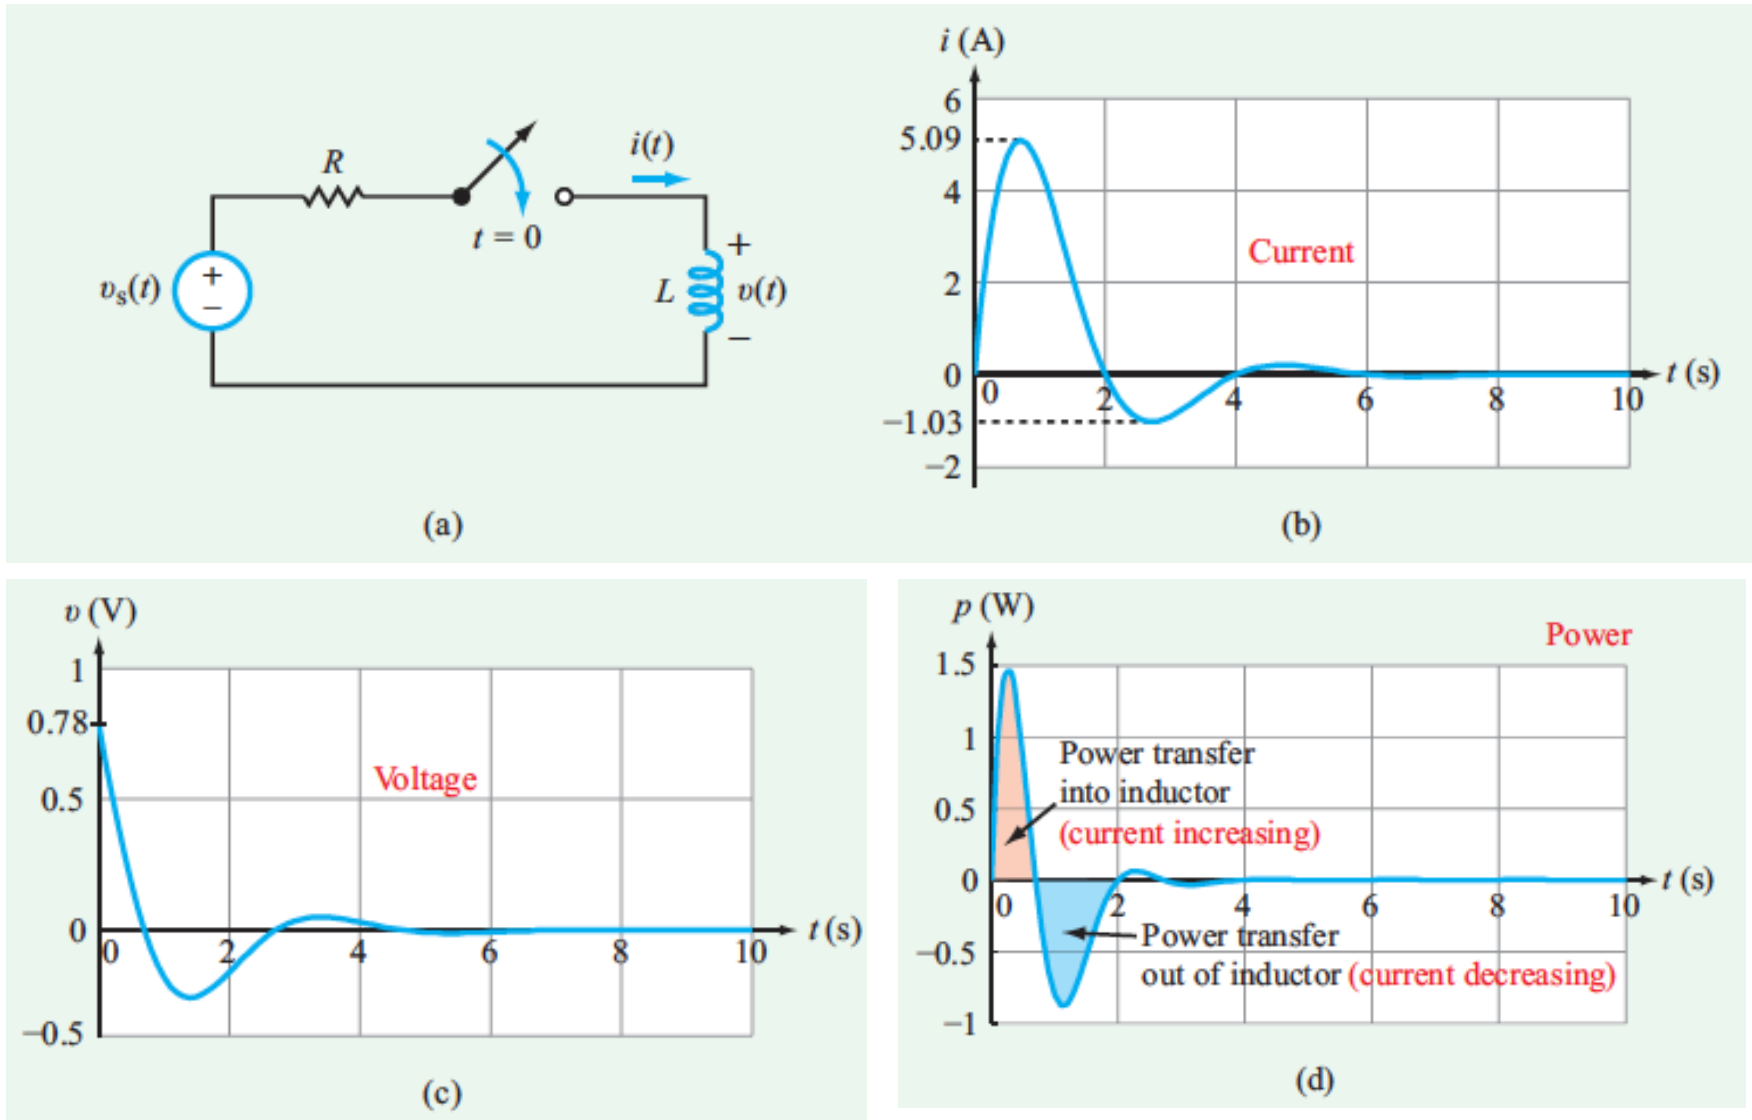 R
t = 0
i(t)
υs(t)
+
−
L
+
υ(t)
−
(a)
i (A)
6
5.09
4
2
0
−1.03
−2
Current
0
2
4
6
8
10
t (s)
(b)
υ (V)
1
0.78
0.5
0
−0.5
Voltage
0
2
4
6
8
10
t (s)
(c)
p (W)
Power
1.5
1
0.5
0
−0.5
−1
Power transfer
into inductor
(current increasing)
0
2
4
6
8
10
t (s)
Power transfer
out of inductor (current decreasing)
(d)